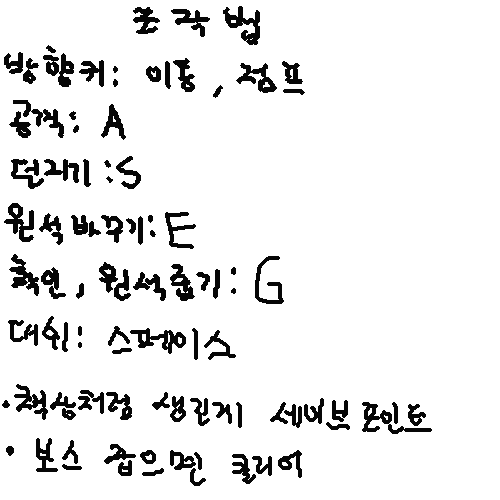 조작법
방향키: 이동, 점프
공격: A
던지기: S
원석 바꾸기: E
확인, 원석줍기: G
대쉬: 스페이스
·책상처럼 생긴게 세이브포인트
·보스 잡으면 클리어